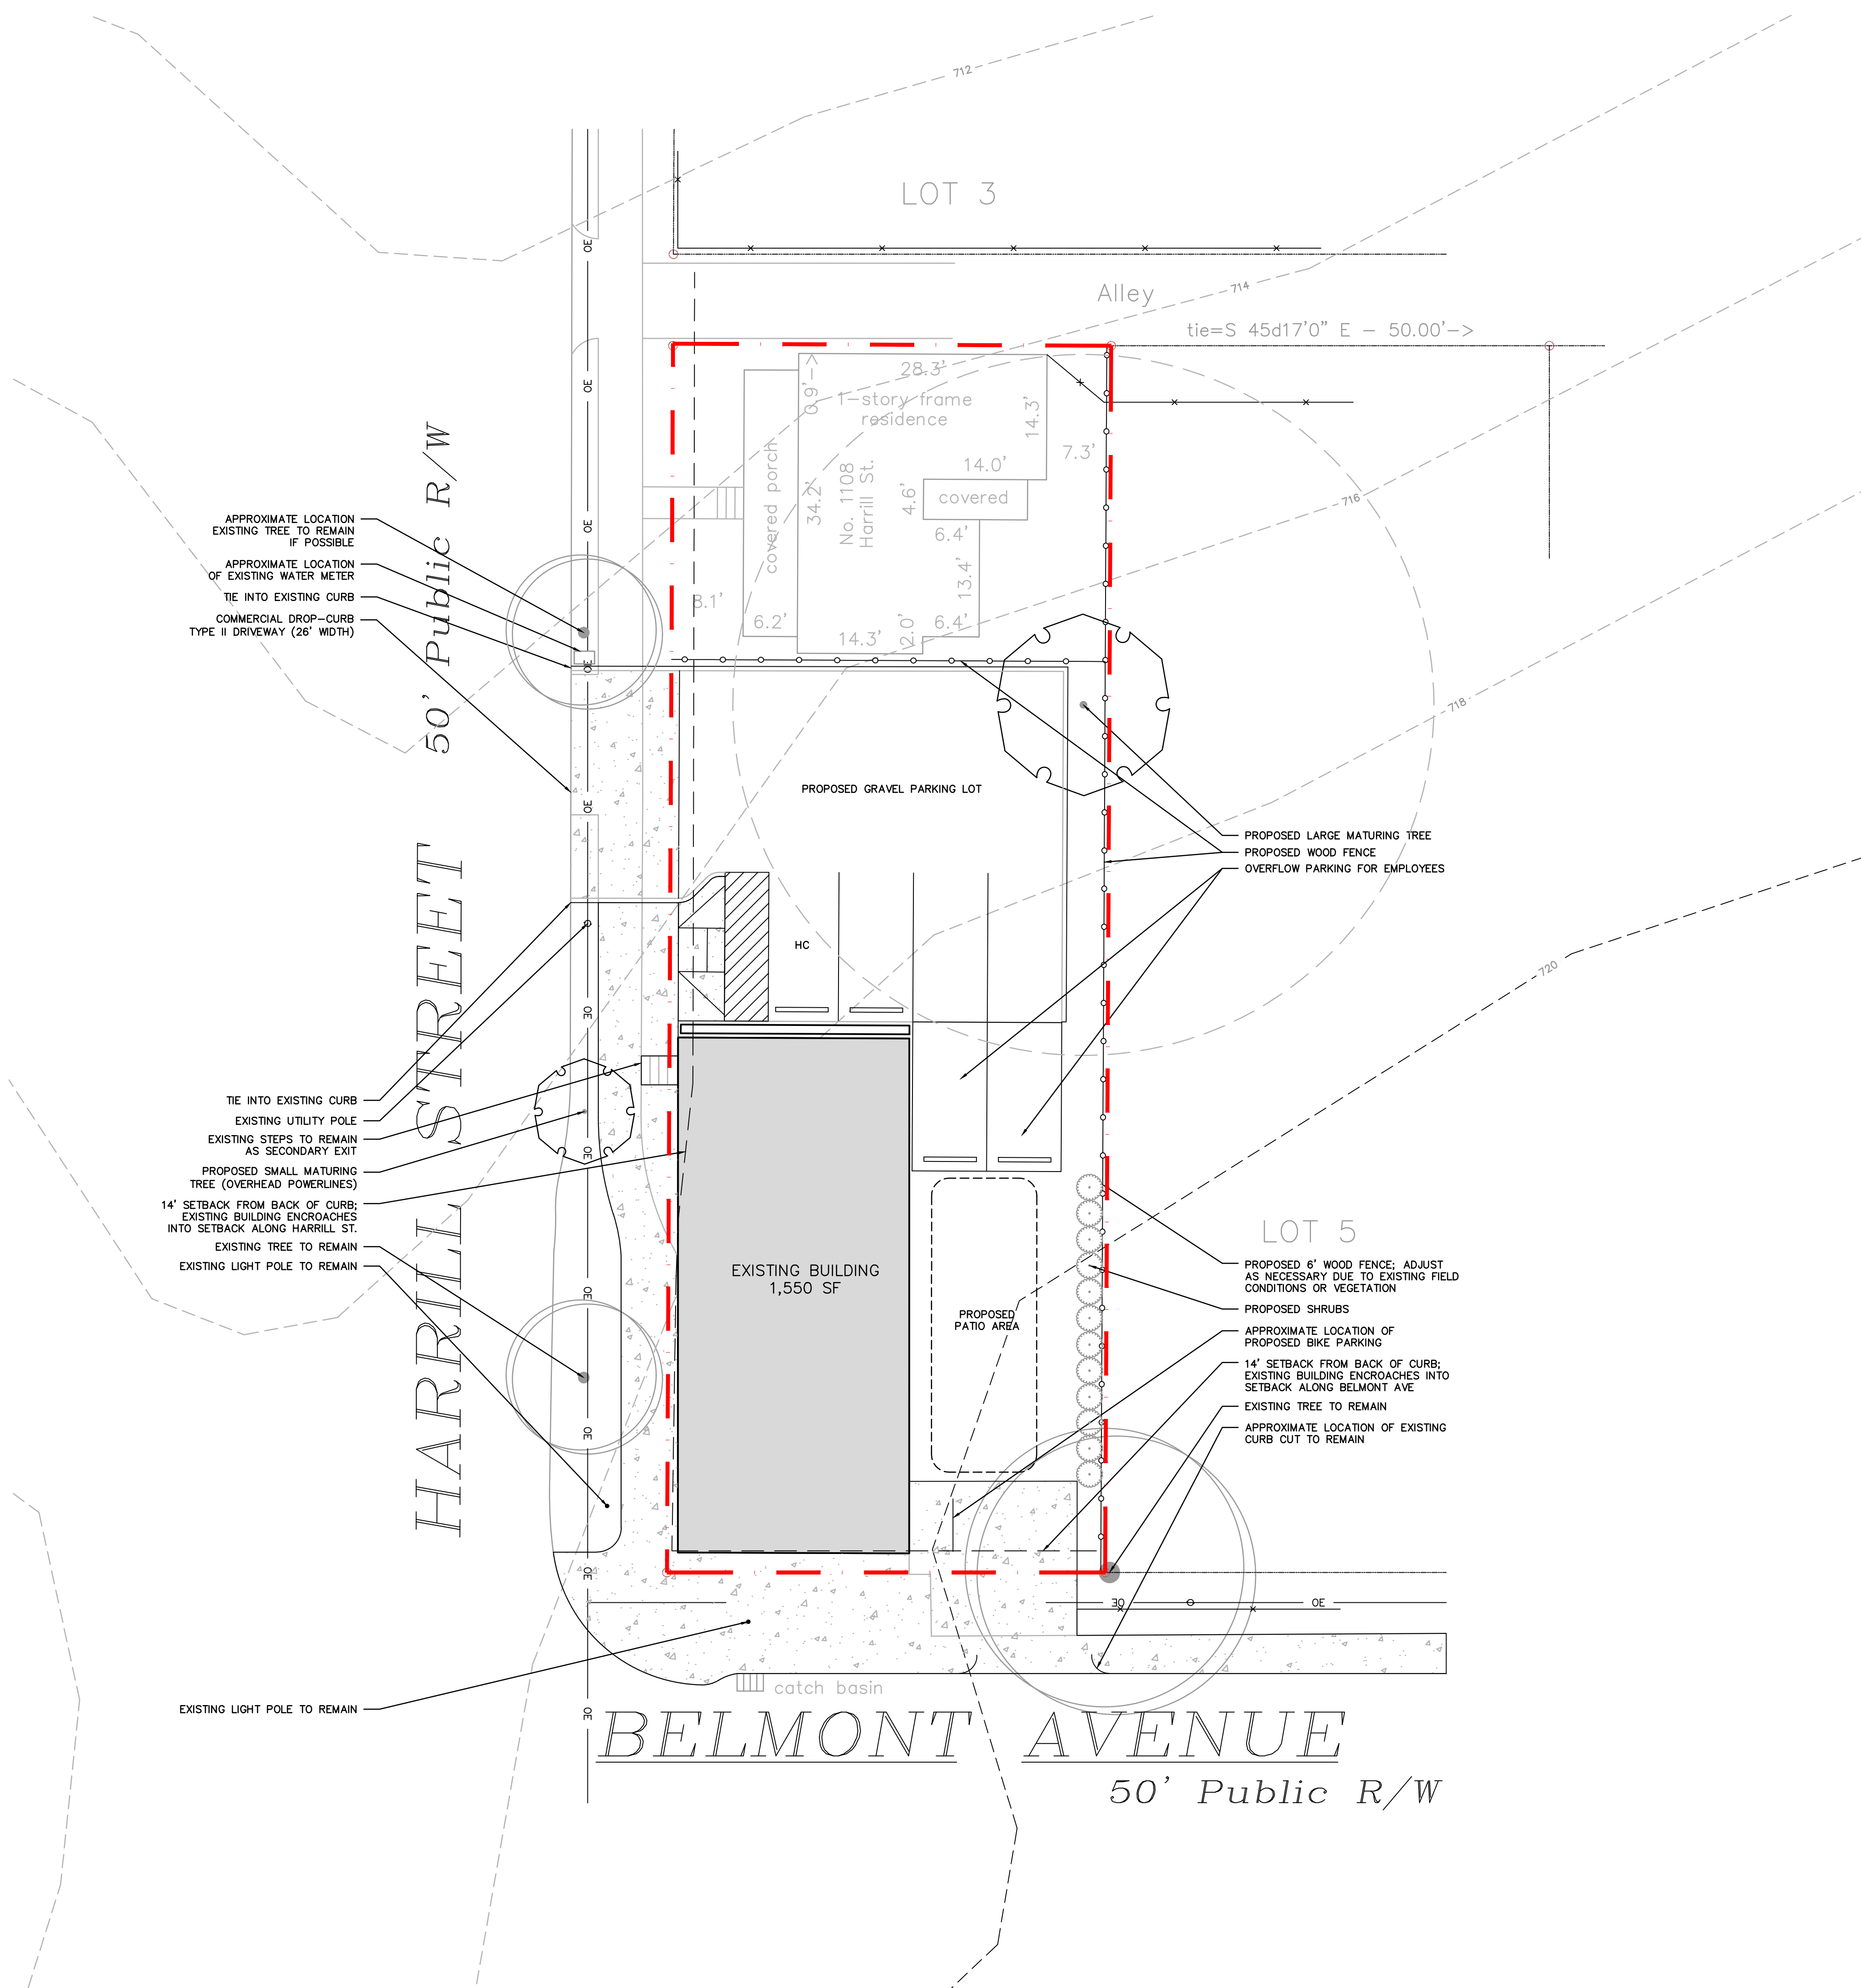 712
LOT 3
OE
Alley
714
tie=S 45d17'0" E - 50.00'->
OE
0.9'->
28.3'
1-story frame
residence
14.3'
7.3'
50' Public R/W
covered porch
34.2'
No. 1108
Harrill St.
14.0'
4.6'
covered
716
6.4'
13.4'
OE
APPROXIMATE LOCATION
EXISTING TREE TO REMAIN
IF POSSIBLE
APPROXIMATE LOCATION
OF EXISTING WATER METER
TIE INTO EXISTING CURB
COMMERCIAL DROP-CURB
TYPE II DRIVEWAY (26' WIDTH)
8.1'
6.2'
14.3'
2.0'
6.4'
OE
718
PROPOSED GRAVEL PARKING LOT
OE
PROPOSED LARGE MATURING TREE
PROPOSED WOOD FENCE
OVERFLOW PARKING FOR EMPLOYEES
HARRILL STREET
HC
720
OE
TIE INTO EXISTING CURB
EXISTING UTILITY POLE
EXISTING STEPS TO REMAIN
AS SECONDARY EXIT
PROPOSED SMALL MATURING
TREE (OVERHEAD POWERLINES)
14' SETBACK FROM BACK OF CURB;
EXISTING BUILDING ENCROACHES
INTO SETBACK ALONG HARRILL ST.
EXISTING TREE TO REMAIN
EXISTING LIGHT POLE TO REMAIN
OE
OE
EXISTING BUILDING
1,550 SF
PROPOSED
PATIO AREA
LOT 5
PROPOSED 6' WOOD FENCE; ADJUST
AS NECESSARY DUE TO EXISTING FIELD
CONDITIONS OR VEGETATION
PROPOSED SHRUBS
APPROXIMATE LOCATION OF
PROPOSED BIKE PARKING
14' SETBACK FROM BACK OF CURB;
EXISTING BUILDING ENCROACHES INTO
SETBACK ALONG BELMONT AVE
EXISTING TREE TO REMAIN
APPROXIMATE LOCATION OF EXISTING
CURB CUT TO REMAIN
OE
OE
OE
OE
catch basin
EXISTING LIGHT POLE TO REMAIN
OE
BELMONT AVENUE
50' Public R/W